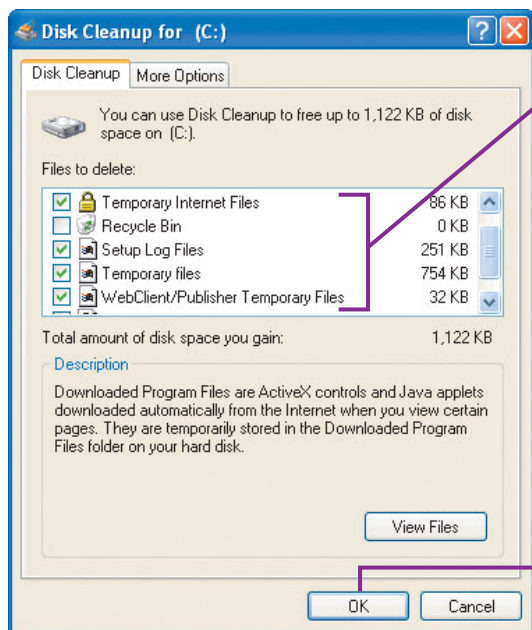 Disk Cleanup for (C:)
Disk Cleanup
More Options
You can use Disk Cleanup to free up to 1,122 KB of disk
space on (C:).
Files to delete:
Temporary Internet Files 86 KB
Recycle Bin 0 KB
Setup Log Files 251 KB
Temporary files 754 KB
WebClient/Publisher Temporary Files 32 KB
Total amount of disk space you gain: 1,122 KB
Description
Downloaded Program Files are ActiveX controls and Java applets
downloaded automatically from the Internet when you view certain
pages. They are temporarily stored in the Downloaded Program
Files folder on your hard disk.
View Files
OK Cancel